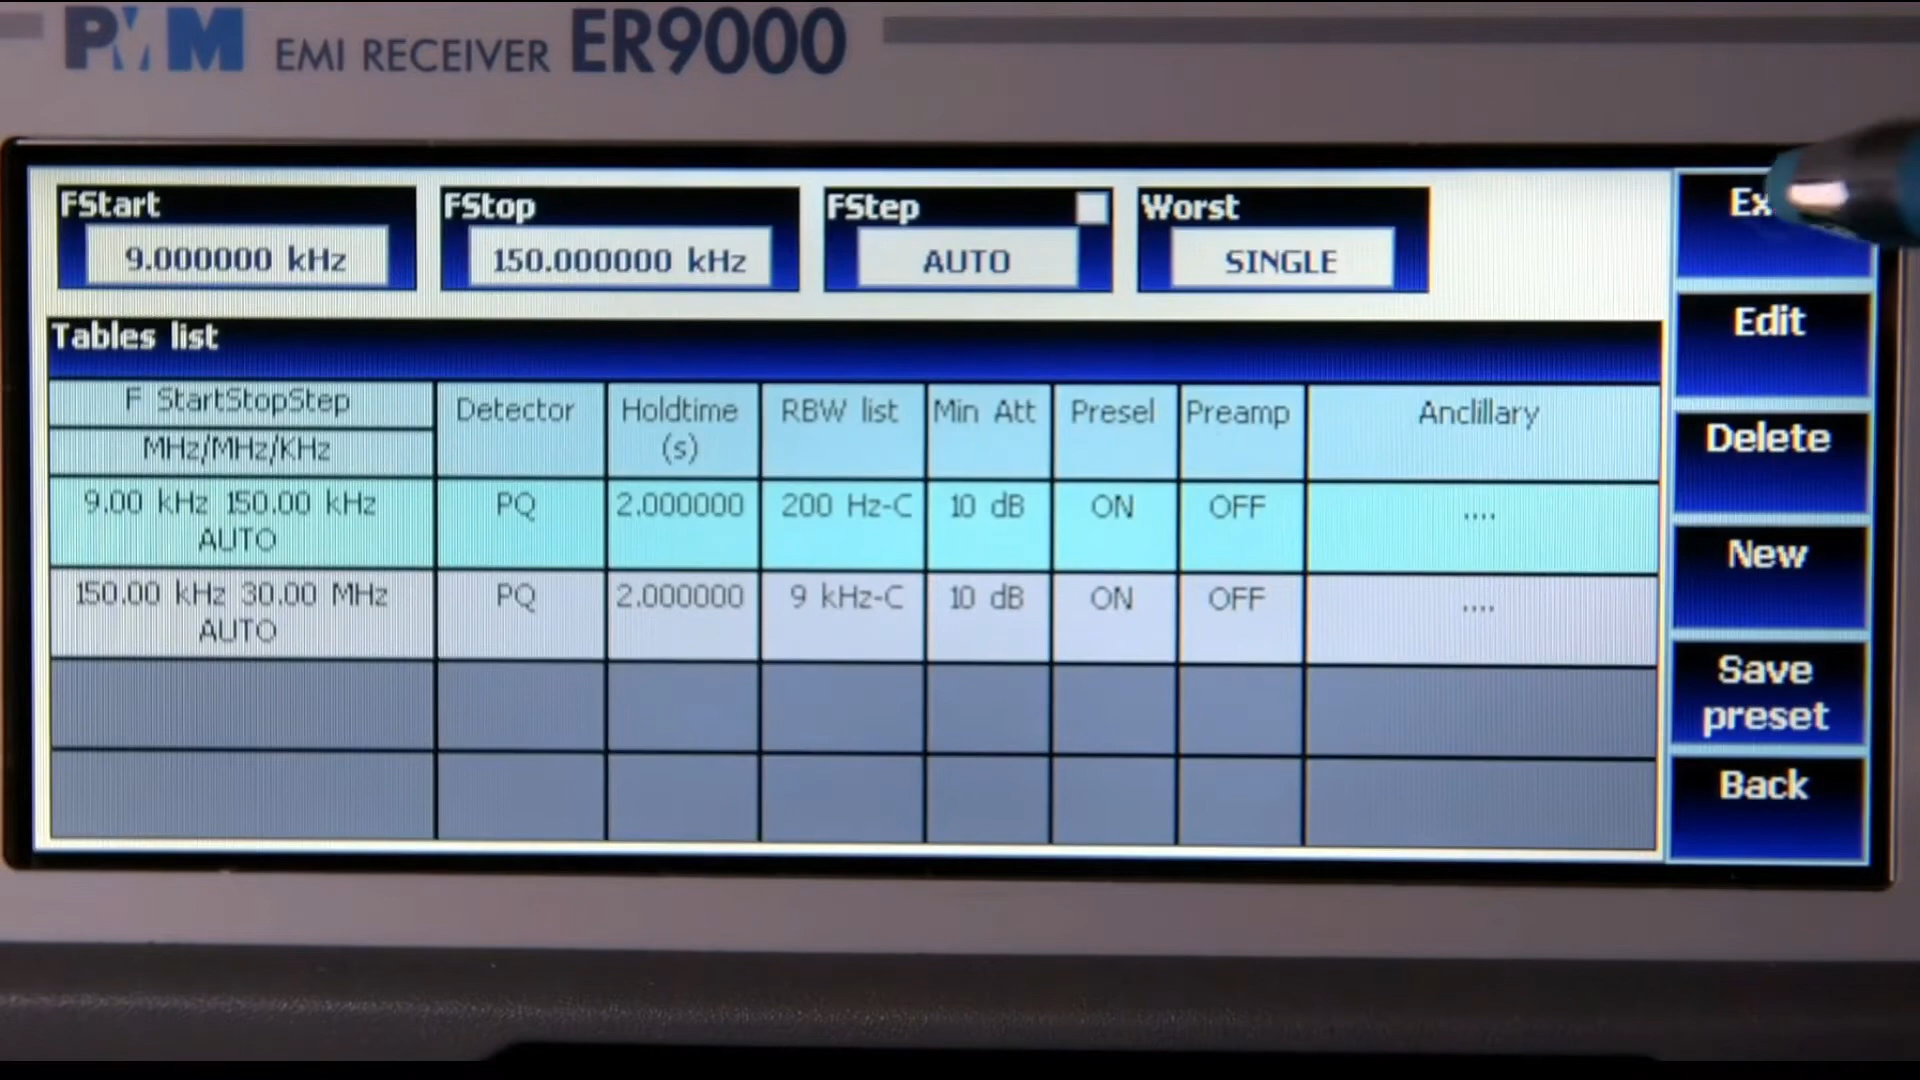 PMM EMI RECEIVER ER9000
FStart
9.000000 kHz
FStop
150.000000 kHz
FStep
AUTO
Worst
SINGLE
Tables list
F StartStopStep
MHz/MHz/KHz
Detector
Holdtime
(s)
RBW list
Min Att
Presel
Preamp
Anclillary
9.00 kHz 150.00 kHz
AUTO
PQ
2.000000
200 Hz-C
10 dB
ON
OFF
....
150.00 kHz 30.00 MHz
AUTO
PQ
2.000000
9 kHz-C
10 dB
ON
OFF
....
Edit
Delete
New
Save
preset
Back